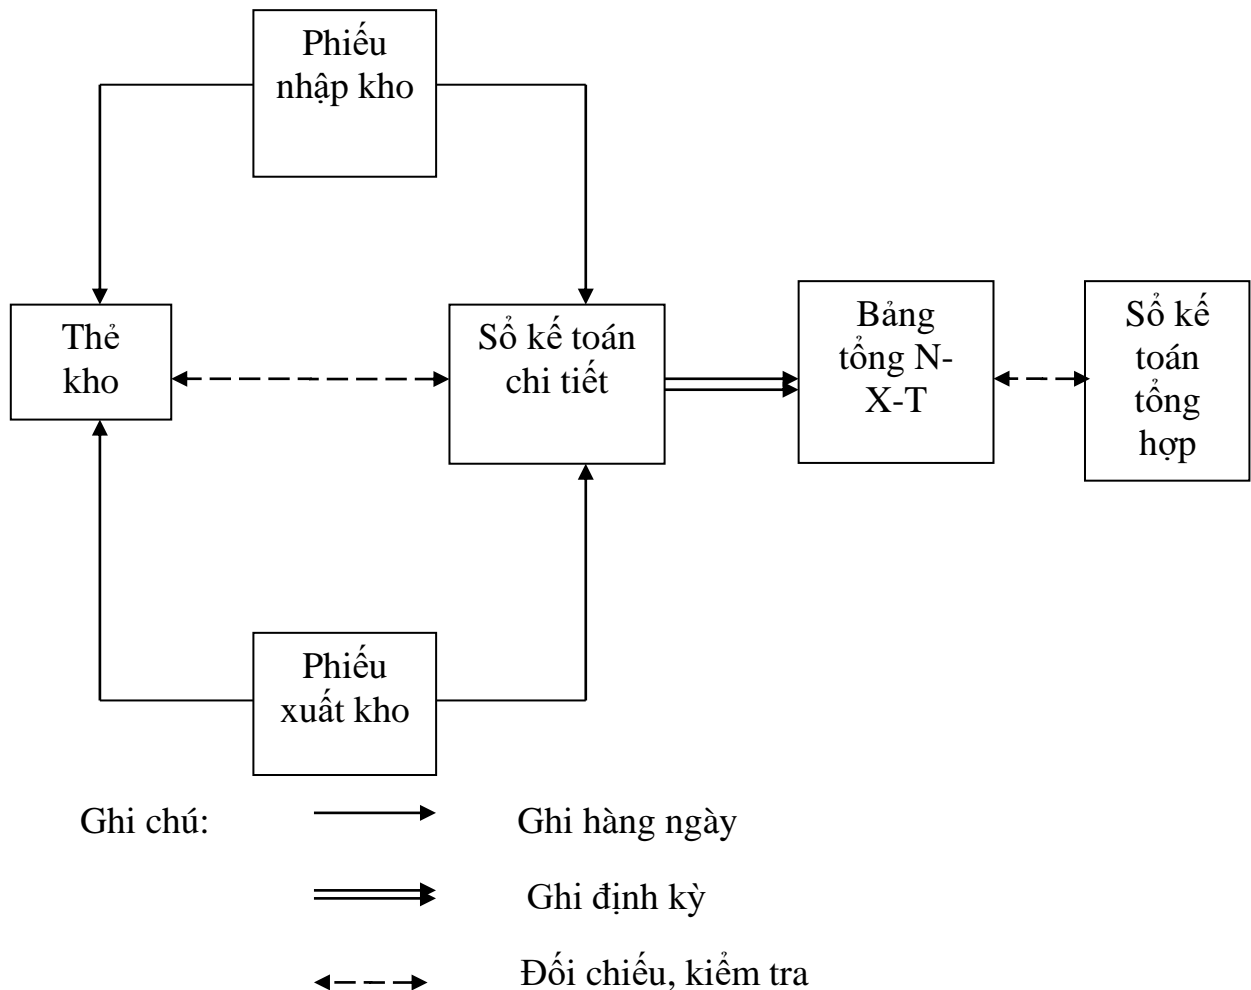 Phiếu
nhập kho
Thẻ
kho
Sổ kế toán
chi tiết
Bảng
tổng N-
X-T
Sổ kế
toán
tổng
hợp
Phiếu
xuất kho
Ghi chú:
Ghi hàng ngày
Ghi định kỳ
Đối chiếu, kiểm tra